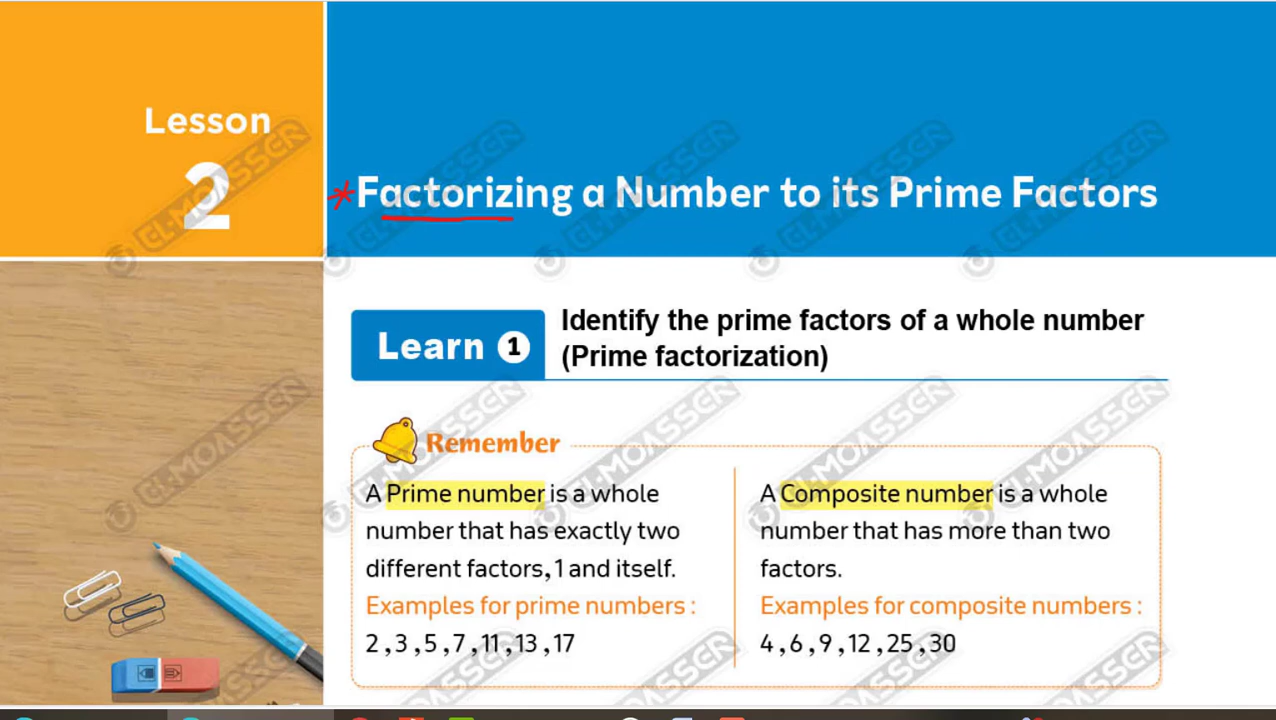 Lesson
2
*Factorizing a Number to its Prime Factors
Learn 1
Identify the prime factors of a whole number
(Prime factorization)
Remember
A Prime number is a whole
number that has exactly two
different factors, 1 and itself.
Examples for prime numbers :
2 , 3 , 5 , 7 , 11 , 13 , 17
A Composite number is a whole
number that has more than two
factors.
Examples for composite numbers :
4 , 6 , 9 , 12 , 25 , 30
EL-MOASSER